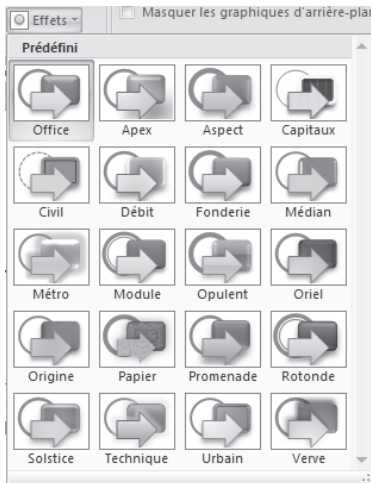 Effets
Masquer les graphiques d'arrière-plan
Prédéfini
Office Apex Aspect Capitaux
Civil Débit Fonderie Médian
Métro Module Opulent Oriel
Origine Papier Promenade Rotonde
Solstice Technique Urbain Verve